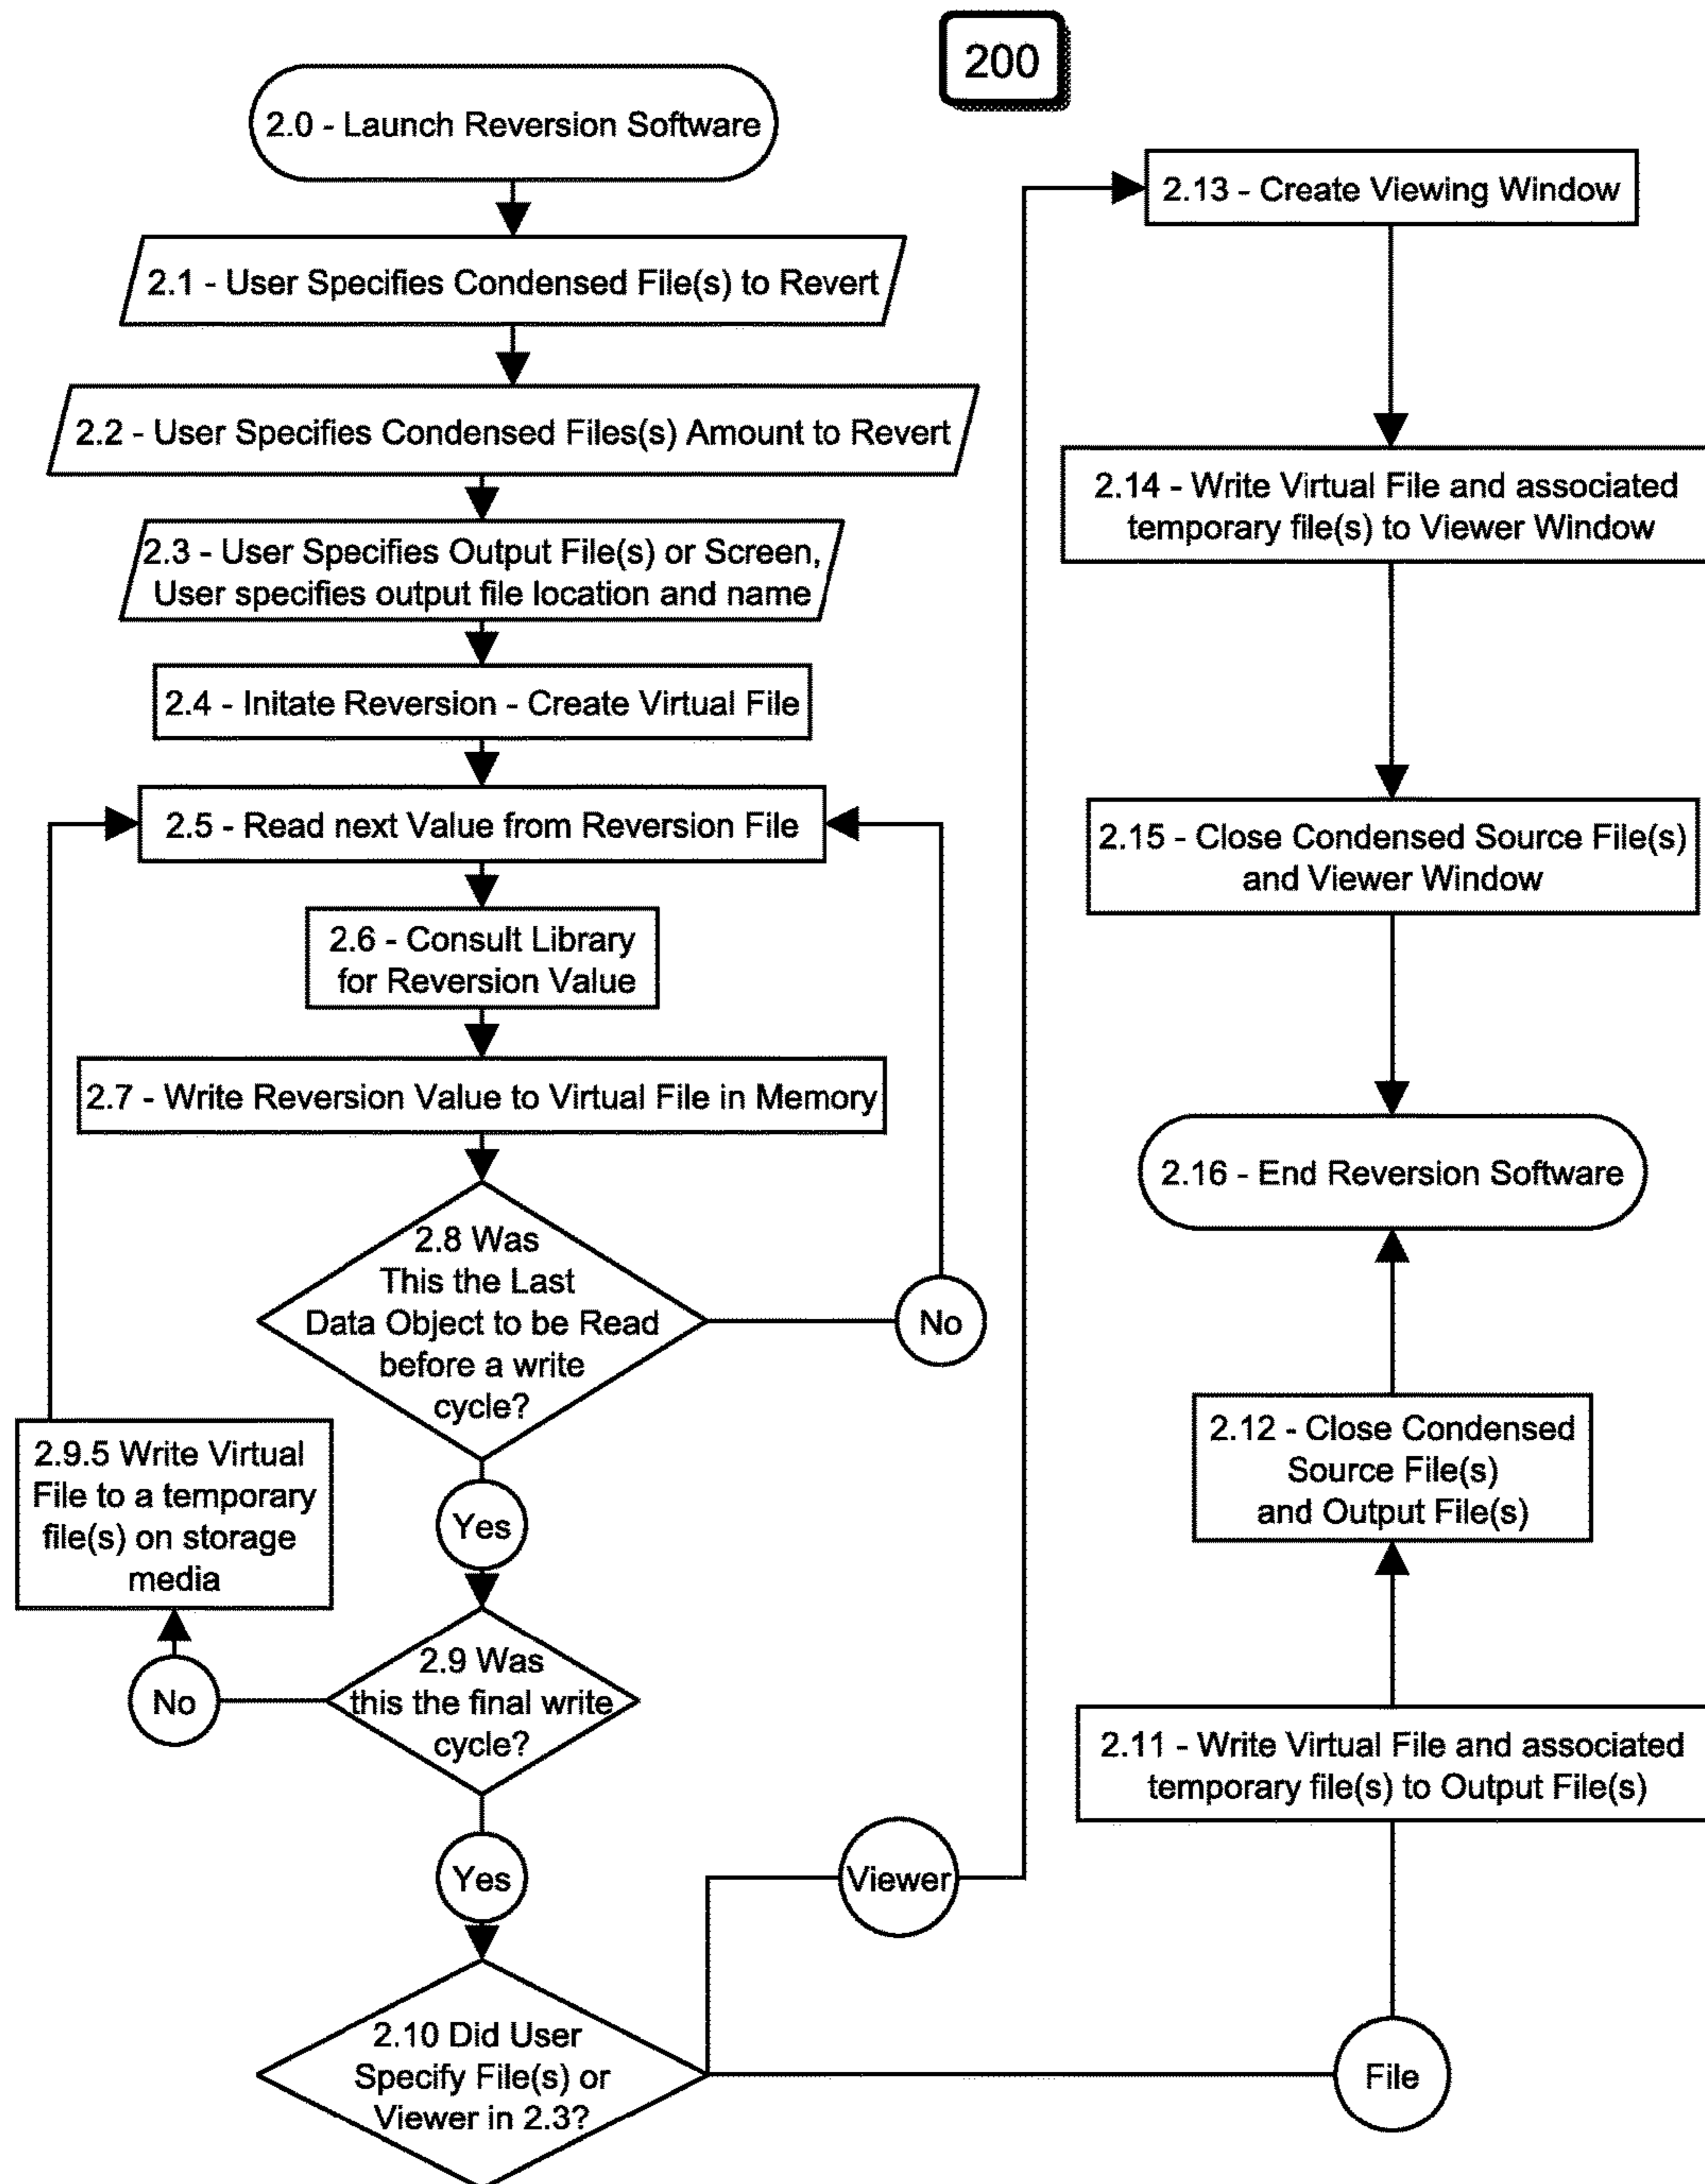 200
2.0 - Launch Reversion Software
2.1 - User Specifies Condensed File(s) to Revert
2.2 - User Specifies Condensed Files(s) Amount to Revert
2.3 - User Specifies Output File(s) or Screen,
User specifies output file location and name
2.4 - Initate Reversion - Create Virtual File
2.5 - Read next Value from Reversion File
2.6 - Consult Library
for Reversion Value
2.7 - Write Reversion Value to Virtual File in Memory
2.8 Was
This the Last
Data Object to be Read
before a write
cycle?
No
Yes
2.9.5 Write Virtual
File to a temporary
file(s) on storage
media
No
2.9 Was
this the final write
cycle?
Yes
2.10 Did User
Specify File(s) or
Viewer in 2.3?
Viewer
File
2.13 - Create Viewing Window
2.14 - Write Virtual File and associated
temporary file(s) to Viewer Window
2.15 - Close Condensed Source File(s)
and Viewer Window
2.16 - End Reversion Software
2.12 - Close Condensed
Source File(s)
and Output File(s)
2.11 - Write Virtual File and associated
temporary file(s) to Output File(s)